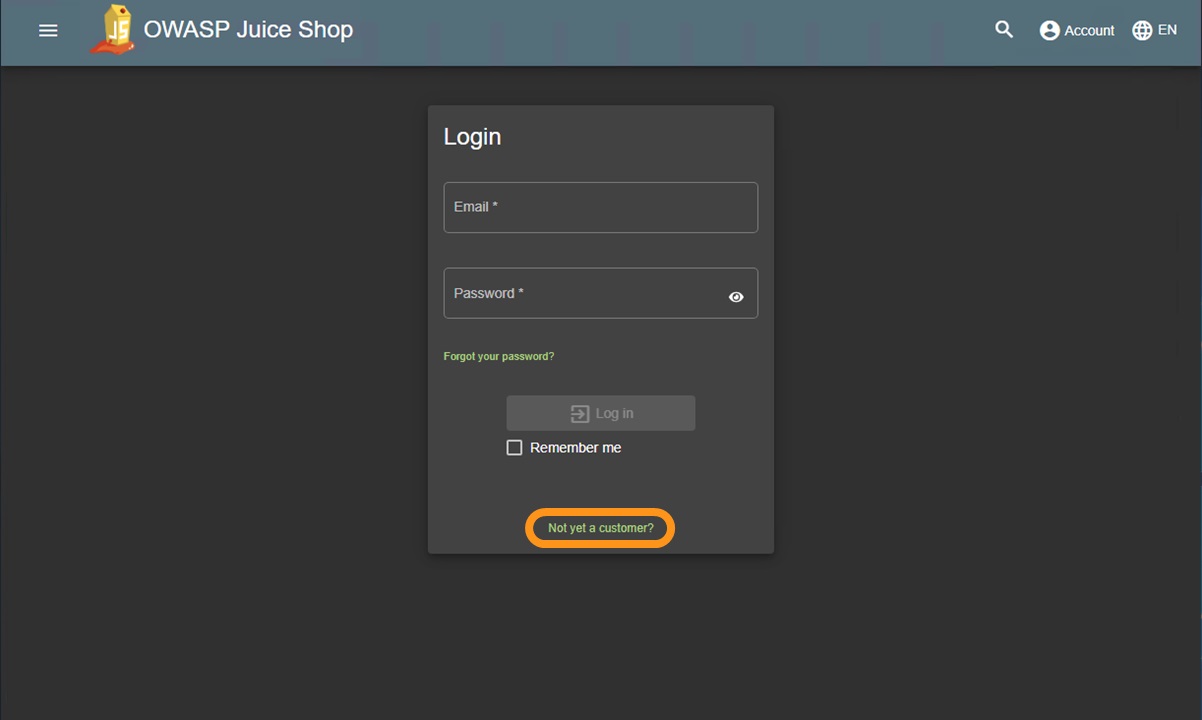 OWASP Juice Shop
Account
EN
Login
Email *
Password *
Forgot your password?
Log in
Remember me
Not yet a customer?